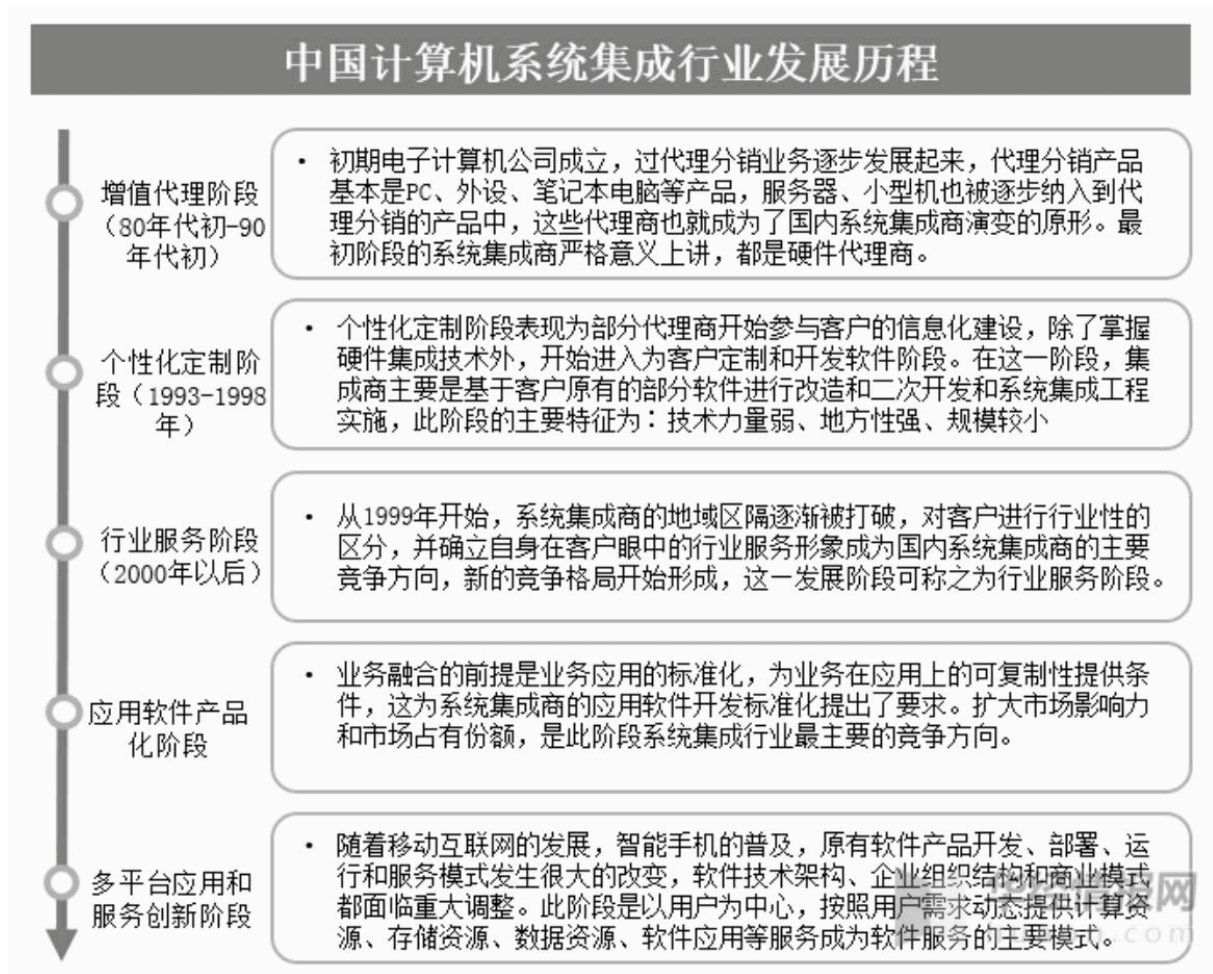 中国计算机系统集成行业发展历程
增值代理阶段
（80年代初-90
年代初）
• 初期电子计算机公司成立，过代理分销业务逐步发展起来，代理分销产品
基本是PC、外设、笔记本电脑等产品，服务器、小型机也被逐步纳入到代
理分销的产品中，这些代理商也就成为了国内系统集成商演变的原形。最
初阶段的系统集成商严格意义上讲，都是硬件代理商。
个性化定制阶
段（1993-1998
年）
• 个性化定制阶段表现为部分代理商开始参与客户的信息化建设，除了掌握
硬件集成技术外，开始进入为客户定制和开发软件阶段。在这一阶段，集
成商主要是基于客户原有的部分软件进行改造和二次开发和系统集成工程
实施，此阶段的主要特征为：技术力量弱、地方性强、规模较小
行业服务阶段
（2000年以后）
• 从1999年开始，系统集成商的地域区隔逐渐被打破，对客户进行行业性的
区分，并确立自身在客户眼中的行业服务形象成为国内系统集成商的主要
竞争方向，新的竞争格局开始形成，这一发展阶段可称之为行业服务阶段。
应用软件产品
化阶段
• 业务融合的前提是业务应用的标准化，为业务在应用上的可复制性提供条
件，这为系统集成商的应用软件开发标准化提出了要求。扩大市场影响力
和市场占有份额，是此阶段系统集成行业最主要的竞争方向。
多平台应用和
服务创新阶段
• 随着移动互联网的发展，智能手机的普及，原有软件产品开发、部署、运
行和服务模式发生很大的改变，软件技术架构、企业组织结构和商业模式
都面临重大调整。此阶段是以用户为中心，按照用户需求动态提供计算资
源、存储资源、数据资源、软件应用等服务成为软件服务的主要模式。